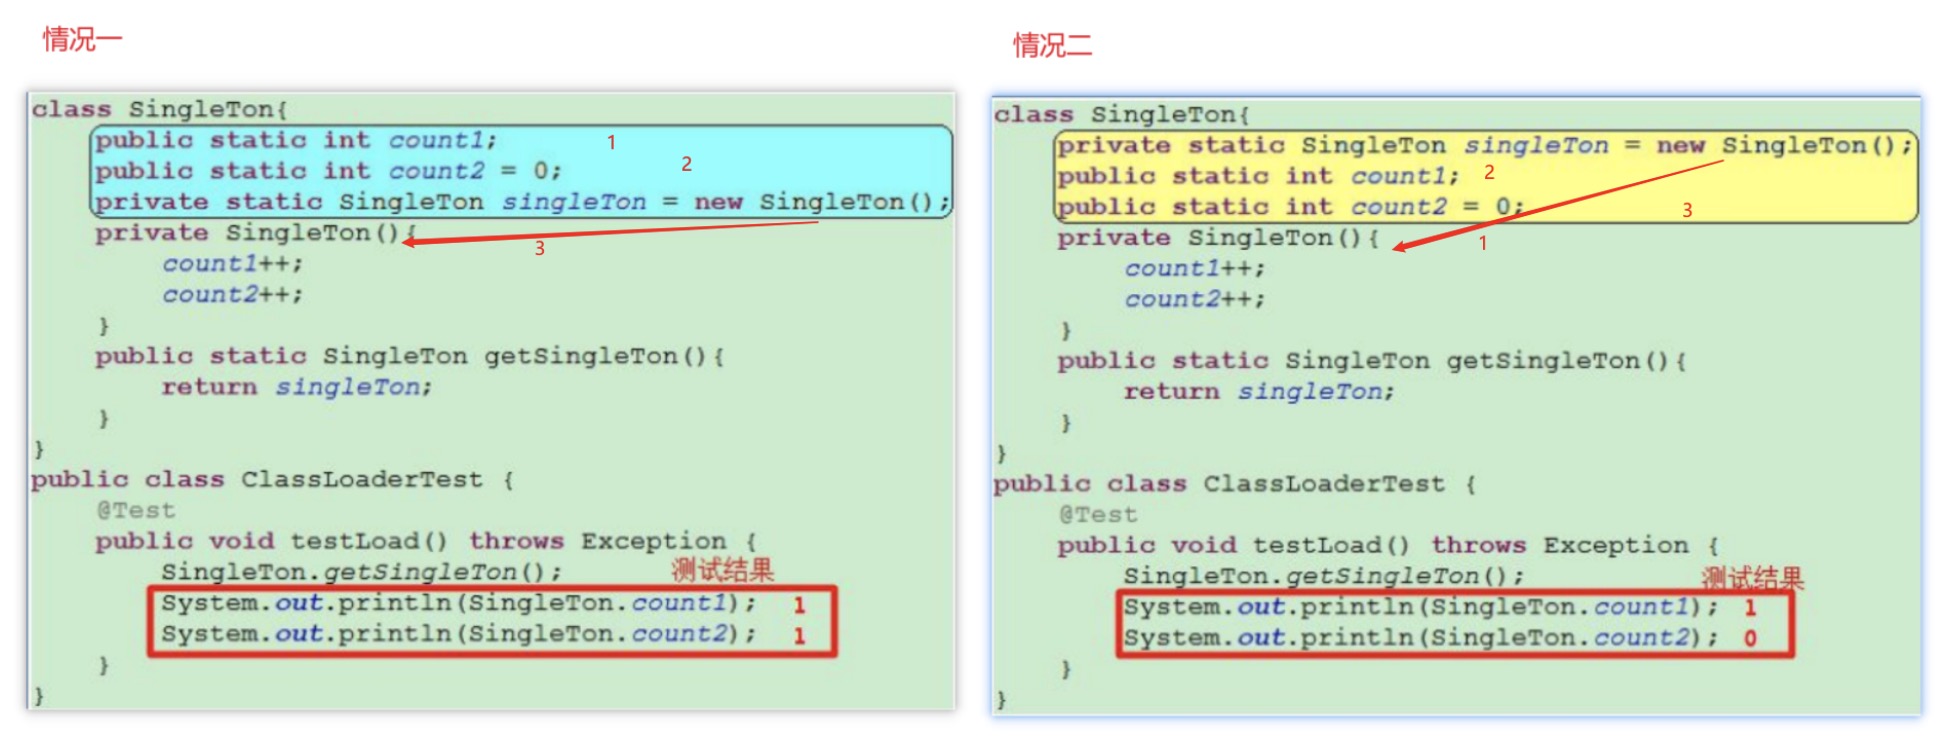 情况一
class SingleTon{
public static int count1; 1
public static int count2 = 0; 2
private static SingleTon singleTon = new SingleTon();
private SingleTon(){ 3
count1++;
count2++;
}
public static SingleTon getSingleTon(){
return singleTon;
}
}
public class ClassLoaderTest {
@Test
public void testLoad() throws Exception {
SingleTon.getSingleTon(); 测试结果
System.out.println(SingleTon.count1); 1
System.out.println(SingleTon.count2); 1
}
}
情况二
class SingleTon{
private static SingleTon singleTon = new SingleTon();
public static int count1; 2
public static int count2 = 0; 3
private SingleTon(){ 1
count1++;
count2++;
}
public static SingleTon getSingleTon(){
return singleTon;
}
}
public class ClassLoaderTest {
@Test
public void testLoad() throws Exception {
SingleTon.getSingleTon(); 测试结果
System.out.println(SingleTon.count1); 1
System.out.println(SingleTon.count2); 0
}
}